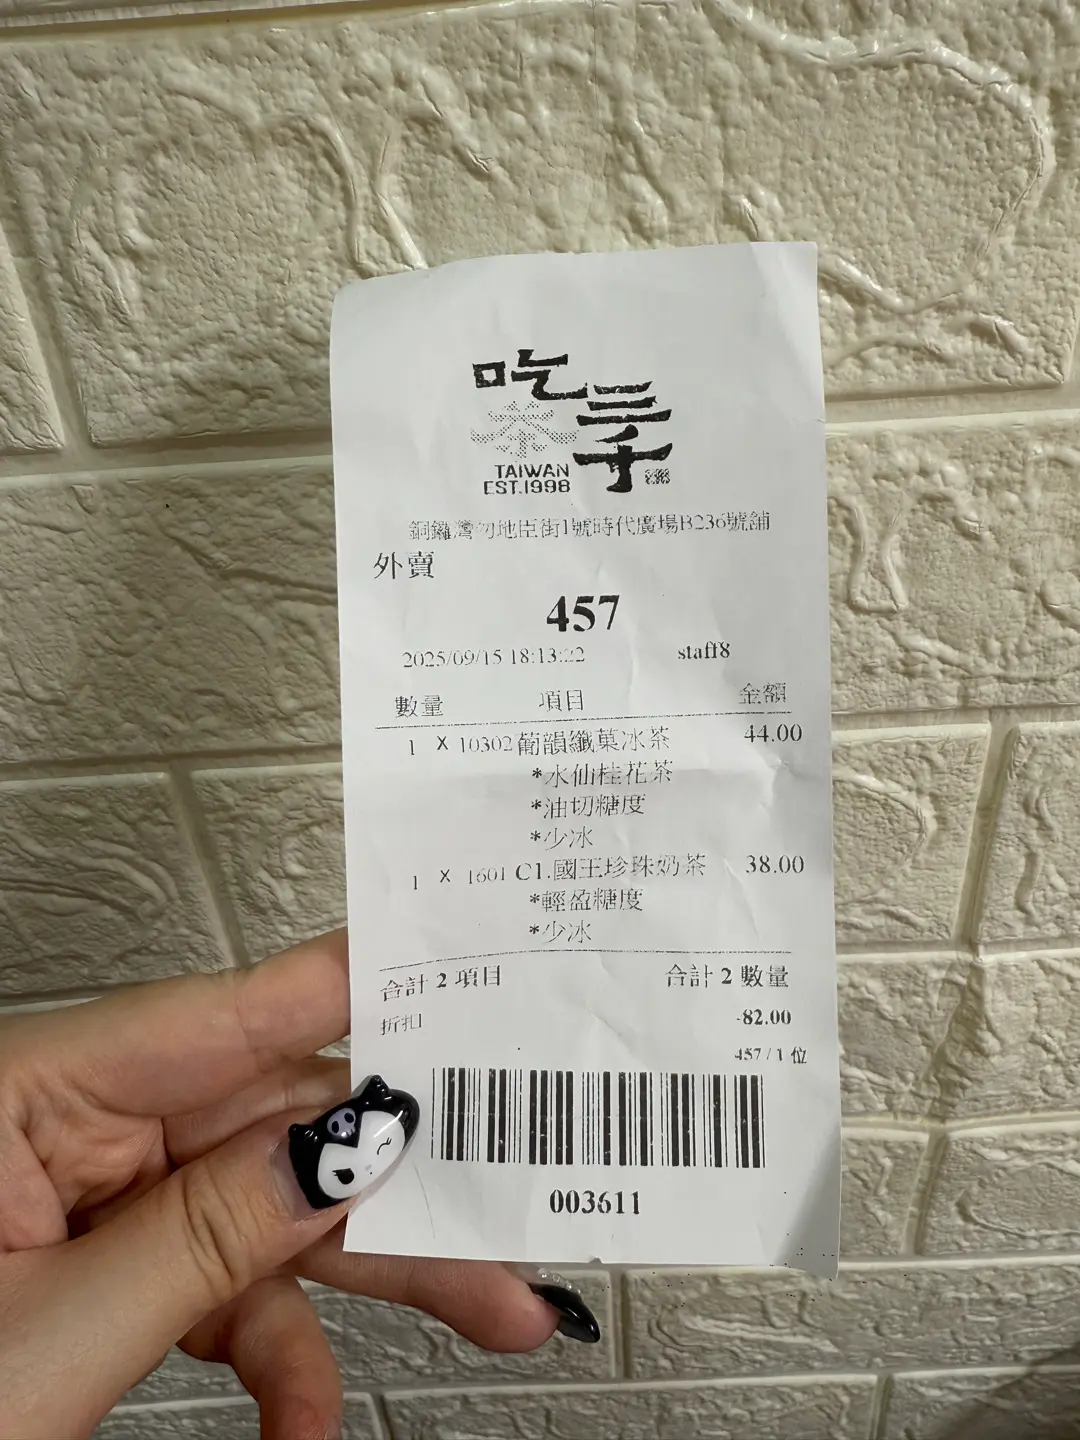 吃茶三千
TAIWAN
EST.1998
銅鑼灣勿地臣街1號時代廣場B236號舖
外賣
457
2025/09/15 18:13:22 staff8
數量 項目 金額
1 X 10302 葡韻纖菓冰茶 44.00
*水仙桂花茶
*油切糖度
*少冰
1 X 1601 C1.國王珍珠奶茶 38.00
*輕盈糖度
*少冰
合計 2 項目 合計 2 數量
折扣 -82.00
457 / 1 位
003611